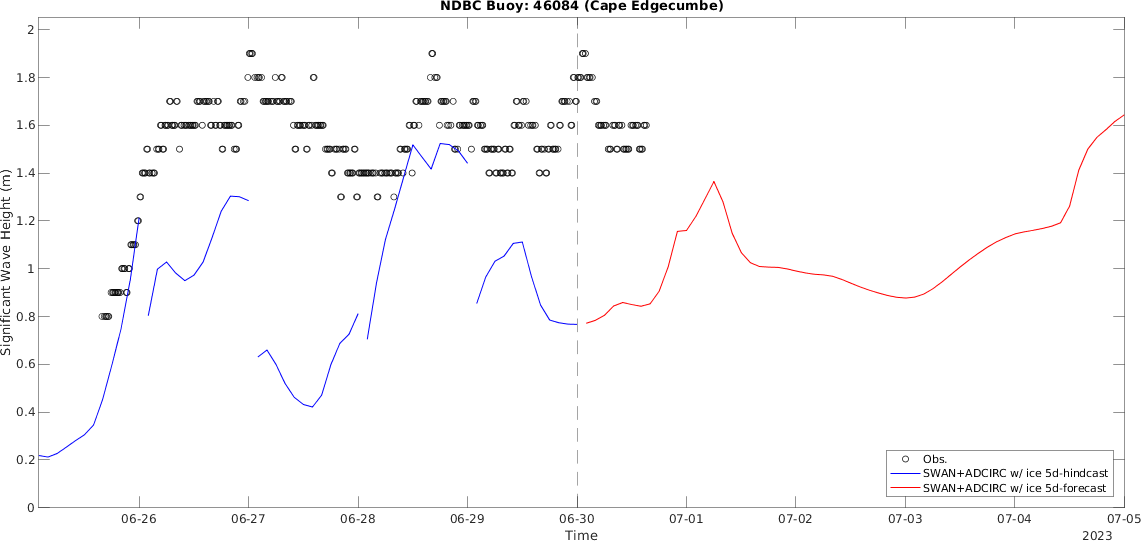 NDBC Buoy: 46084 (Cape Edgecumbe)
2
1.8
1.6
1.4
1.2
1
0.8
0.6
0.4
0.2
0
Significant Wave Height (m)
Obs.
SWAN+ADCIRC w/ ice 5d-hindcast
SWAN+ADCIRC w/ ice 5d-forecast
06-26 06-27 06-28 06-29 06-30 07-01 07-02 07-03 07-04 07-05
Time
2023